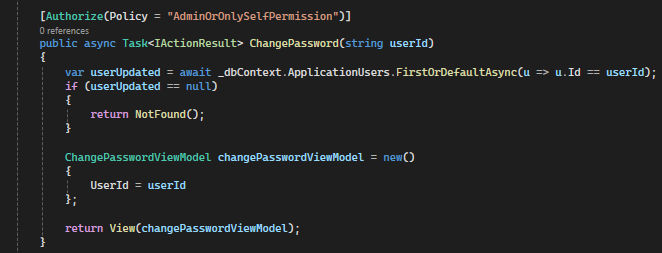 [Authorize(Policy = "AdminOrOnlySelfPermission")]
0 references
public async Task<IActionResult> ChangePassword(string userId)
{
    var userUpdated = await _dbContext.ApplicationUsers.FirstOrDefaultAsync(u => u.Id == userId);
    if (userUpdated == null)
    {
        return NotFound();
    }
    ChangePasswordViewModel changePasswordViewModel = new()
    {
        UserId = userId
    };
    return View(changePasswordViewModel);
}